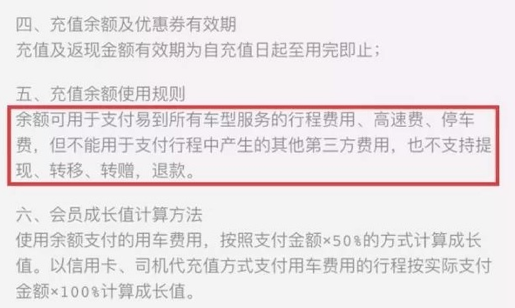 四、充值余额及优惠券有效期
充值及返现金额有效期为自充值日起至用完即止；
五、充值余额使用规则
余额可用于支付易到所有车型服务的行程费用、高速费、停车
费，但不能用于支付行程中产生的其他第三方费用，也不支持提
现、转移、转赠，退款。
六、会员成长值计算方法
使用余额支付的用车费用，按照支付金额×50%的方式计算成长
值。以信用卡、司机代充值方式支付用车费用的行程按实际支付
金额×100%计算成长值。